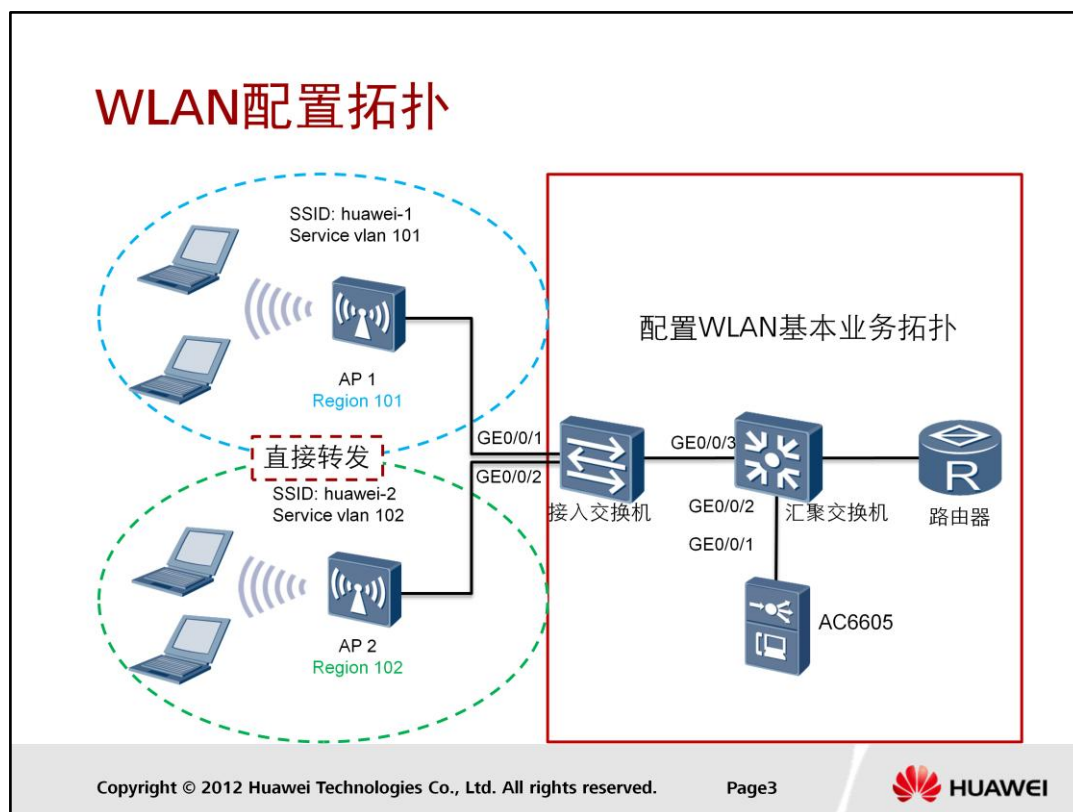 WLAN配置拓扑
SSID: huawei-1
Service vlan 101
AP 1
Region 101
直接转发
SSID: huawei-2
Service vlan 102
AP 2
Region 102
配置WLAN基本业务拓扑
GE0/0/1
GE0/0/2
接入交换机
GE0/0/3
GE0/0/2
GE0/0/1
汇聚交换机
R
路由器
AC6605
Copyright © 2012 Huawei Technologies Co., Ltd. All rights reserved.
Page3
HUAWEI